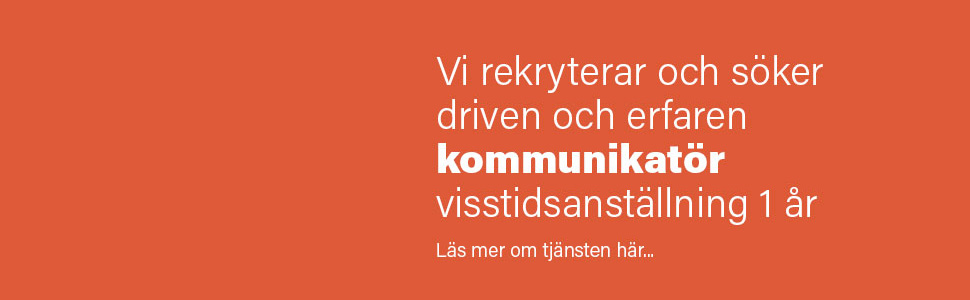 Vi rekryterar och söker
driven och erfaren
kommunikatör
visstidsanställning 1 år
Läs mer om tjänsten här...